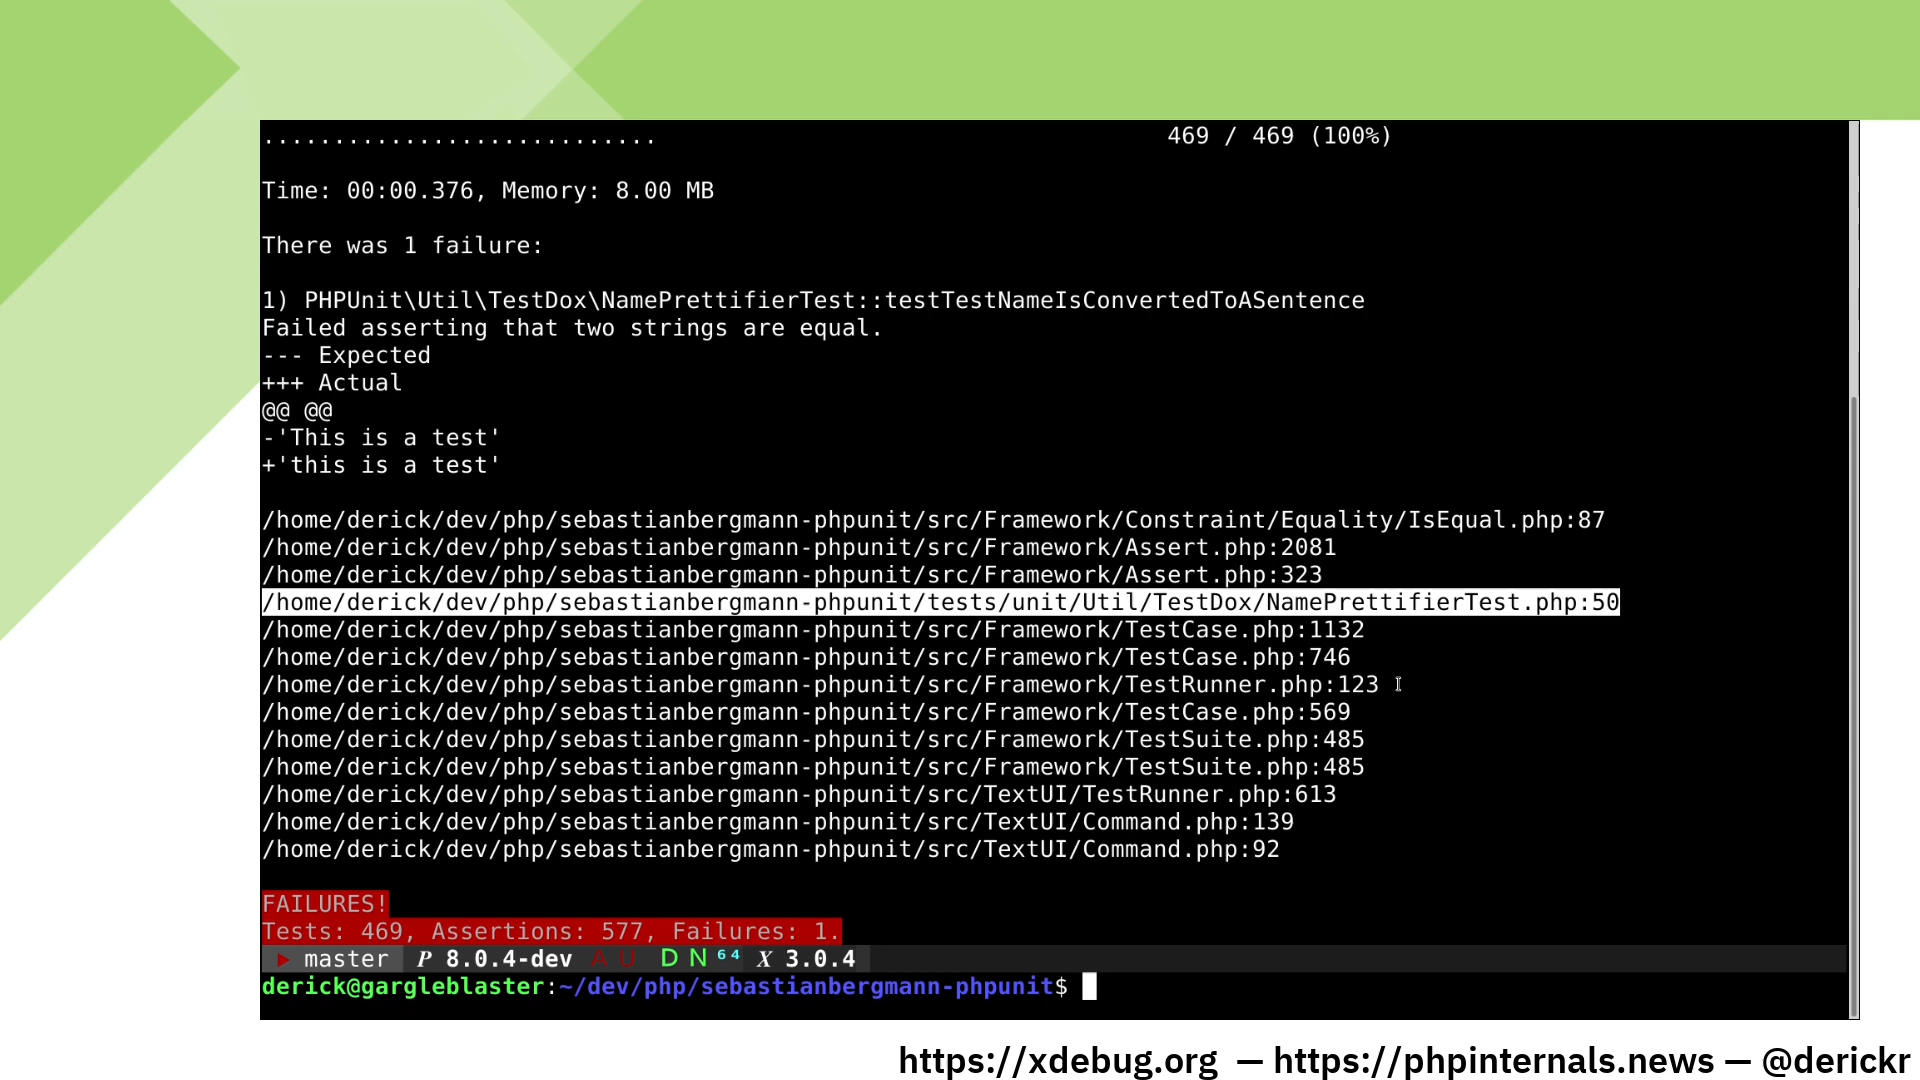 ............................ 469 / 469 (100%)
Time: 00:00.376, Memory: 8.00 MB
There was 1 failure:
1) PHPUnit\Util\TestDox\NamePrettifierTest::testTestNameIsConvertedToASentence
Failed asserting that two strings are equal.
--- Expected
+++ Actual
@@ @@
-'This is a test'
+'this is a test'
/home/derick/dev/php/sebastianbergmann-phpunit/src/Framework/Constraint/Equality/IsEqual.php:87
/home/derick/dev/php/sebastianbergmann-phpunit/src/Framework/Assert.php:2081
/home/derick/dev/php/sebastianbergmann-phpunit/src/Framework/Assert.php:323
/home/derick/dev/php/sebastianbergmann-phpunit/tests/unit/Util/TestDox/NamePrettifierTest.php:50
/home/derick/dev/php/sebastianbergmann-phpunit/src/Framework/TestCase.php:1132
/home/derick/dev/php/sebastianbergmann-phpunit/src/Framework/TestCase.php:746
/home/derick/dev/php/sebastianbergmann-phpunit/src/Framework/TestRunner.php:123
/home/derick/dev/php/sebastianbergmann-phpunit/src/Framework/TestCase.php:569
/home/derick/dev/php/sebastianbergmann-phpunit/src/Framework/TestSuite.php:485
/home/derick/dev/php/sebastianbergmann-phpunit/src/Framework/TestSuite.php:485
/home/derick/dev/php/sebastianbergmann-phpunit/src/TextUI/TestRunner.php:613
/home/derick/dev/php/sebastianbergmann-phpunit/src/TextUI/Command.php:139
/home/derick/dev/php/sebastianbergmann-phpunit/src/TextUI/Command.php:92
FAILURES!
Tests: 469, Assertions: 577, Failures: 1.
► master P 8.0.4-dev A U D N ⁶⁴ X 3.0.4
derick@gargleblaster:~/dev/php/sebastianbergmann-phpunit$
https://xdebug.org — https://phpinternals.news — @derickr